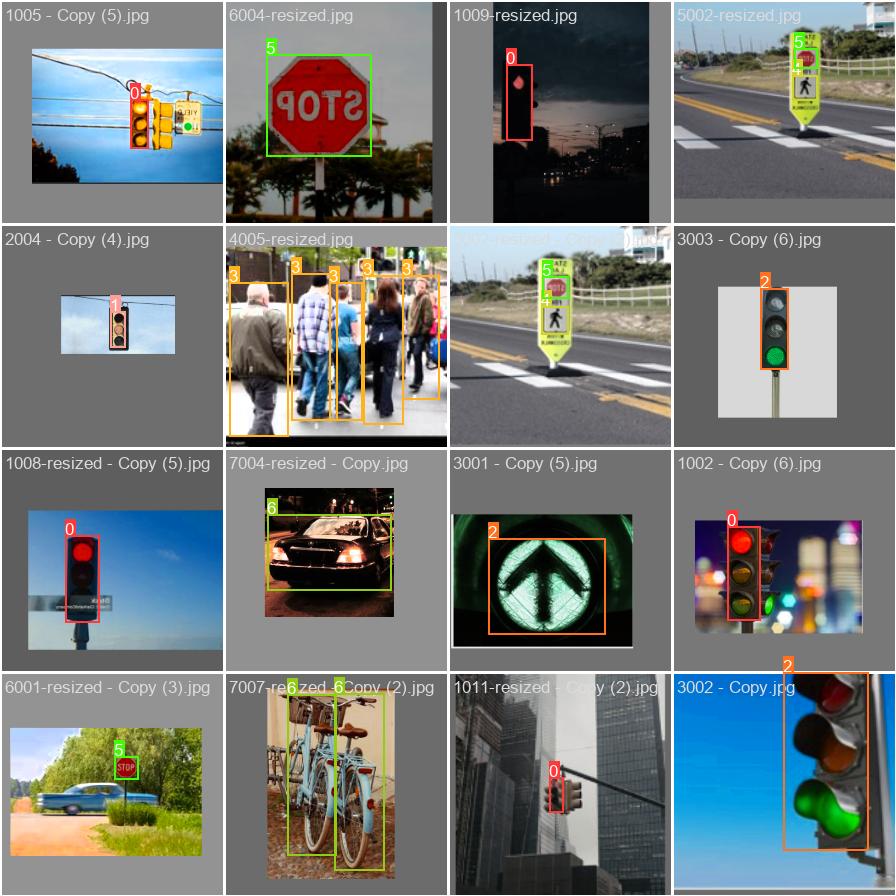 1005 - Copy (5).jpg
6004-resized.jpg
1009-resized.jpg
5002-resized.jpg
0
5
0
5
4
YIELD
STOP
2004 - Copy (4).jpg
4005-resized.jpg
3003 - Copy (6).jpg
1
3
3
3
3
3
5
4
2
1008-resized - Copy (5).jpg
7004-resized - Copy.jpg
3001 - Copy (5).jpg
1002 - Copy (6).jpg
0
6
2
0
6001-resized - Copy (3).jpg
7007-resized - Copy (2).jpg
1011-resized - Copy (2).jpg
3002 - Copy.jpg
5
STOP
6
6
0
2